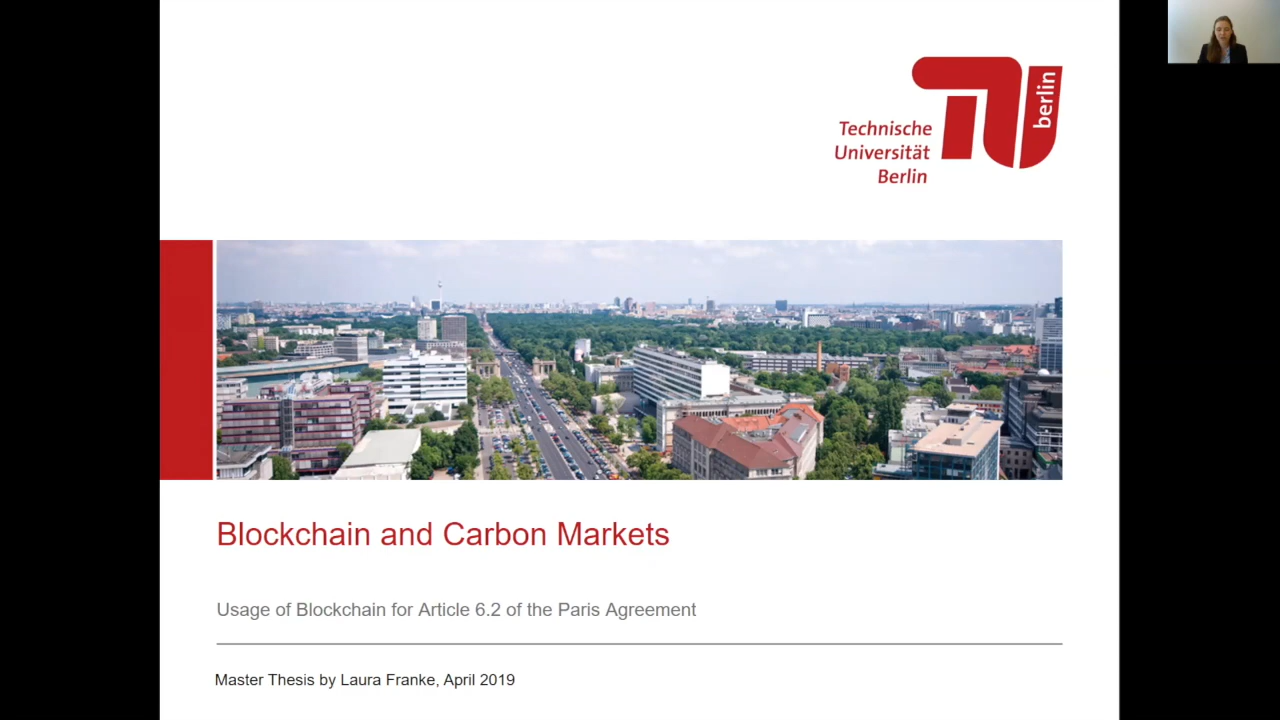 berlin
Technische
Universität
Berlin
Blockchain and Carbon Markets
Usage of Blockchain for Article 6.2 of the Paris Agreement
Master Thesis by Laura Franke, April 2019